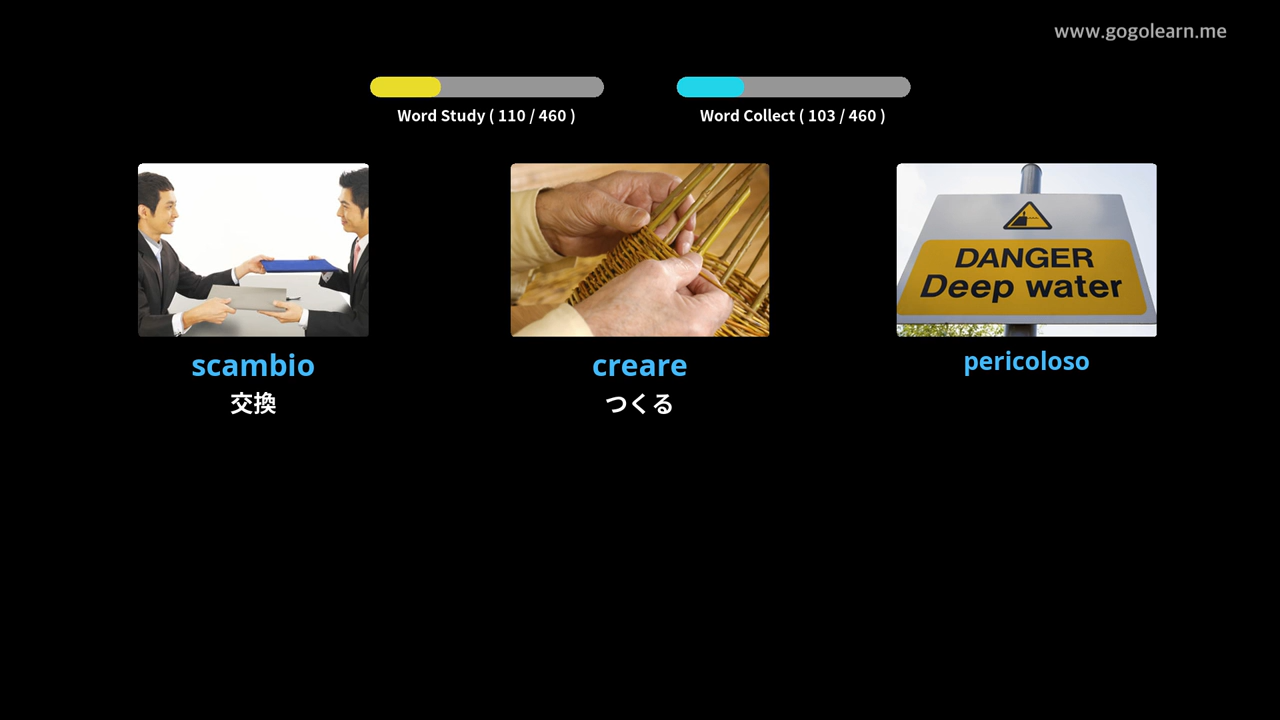 www.gogolearn.me
Word Study ( 110 / 460 )
Word Collect ( 103 / 460 )
DANGER
Deep water
scambio
creare
pericoloso
交換
つくる